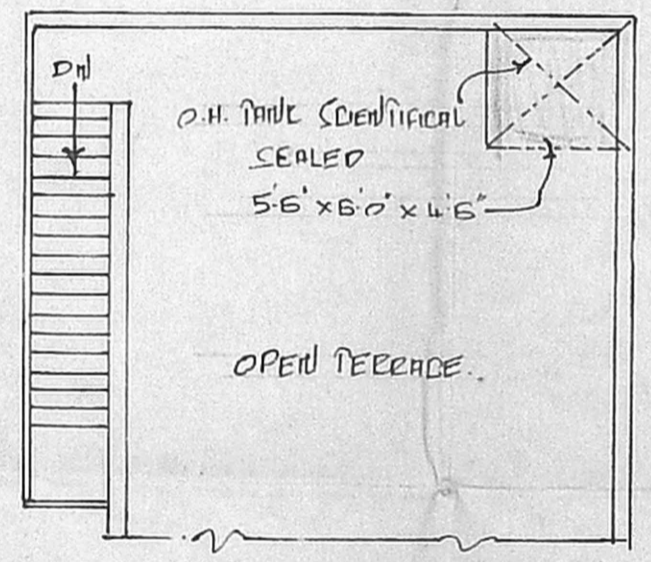 DN
O.H. TANK SCIENTIFICAL
SEALED
5'6" x 6'0" x 4'6"
OPEN TERRACE.